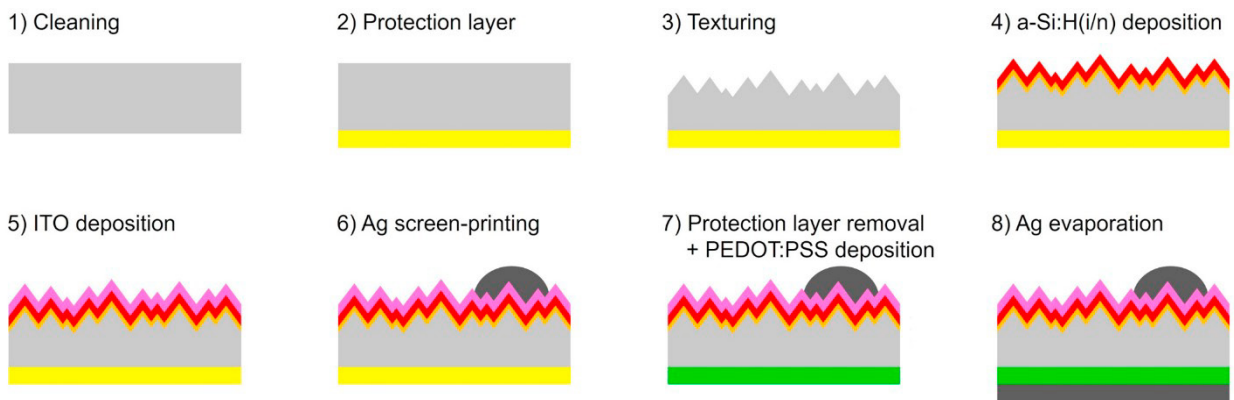 1) Cleaning
2) Protection layer
3) Texturing
4) a-Si:H(i/n) deposition
5) ITO deposition
6) Ag screen-printing
7) Protection layer removal
+ PEDOT:PSS deposition
8) Ag evaporation